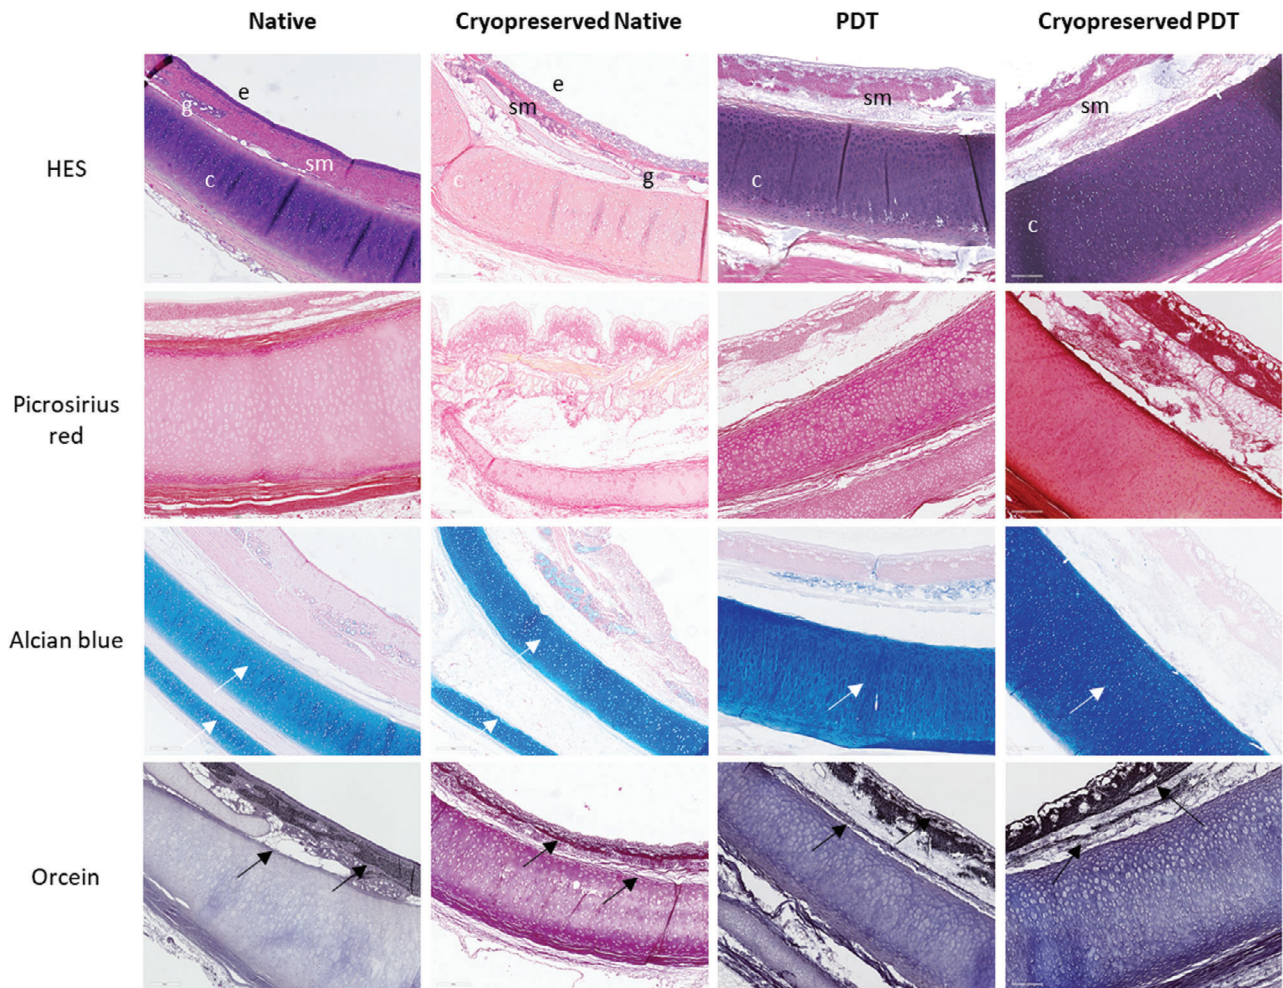 Native Cryopreserved Native PDT Cryopreserved PDT
HES
e
g
sm
c
e
sm
g
c
sm
c
sm
c
Picrosirius
red
Alcian blue
Orcein